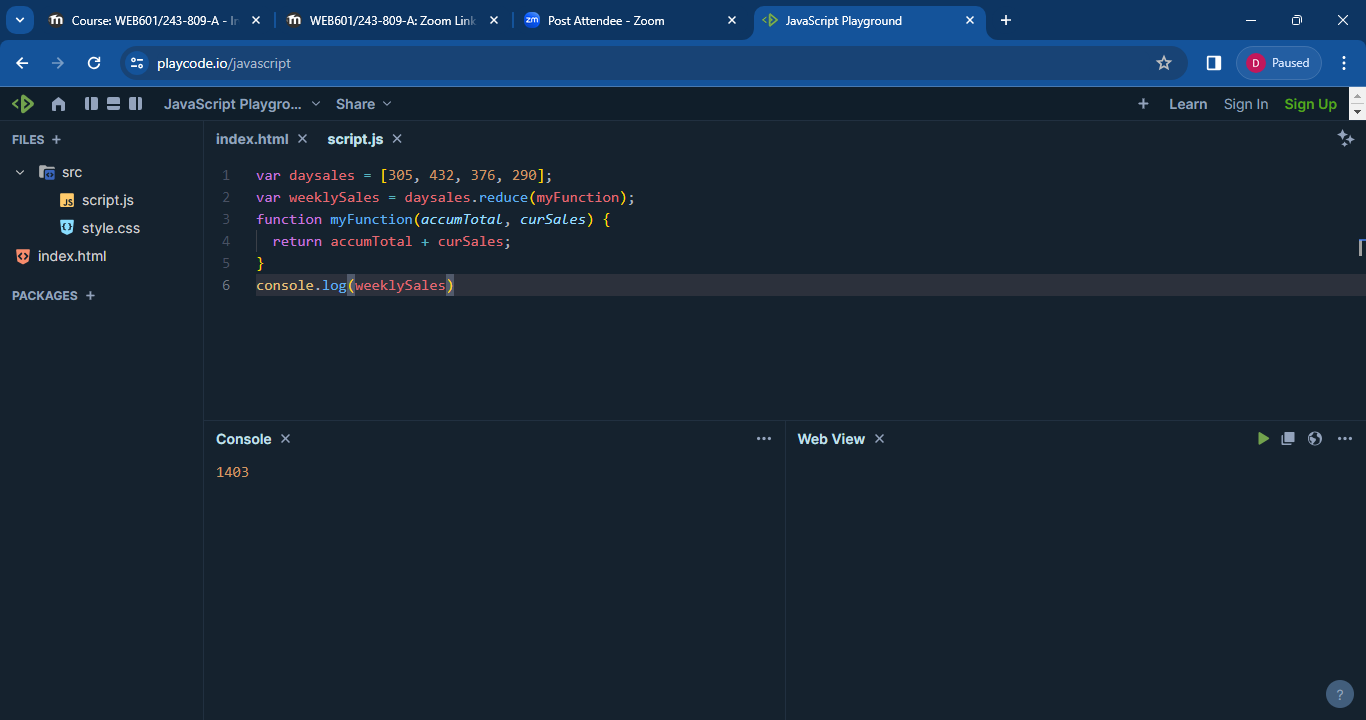 Course: WEB601/243-809-A - In
WEB601/243-809-A: Zoom Link
zm Post Attendee - Zoom
JavaScript Playground
playcode.io/javascript
D Paused
JavaScript Playgro... Share
+ Learn Sign In Sign Up
FILES +
index.html script.js
src
script.js
style.css
index.html
PACKAGES +
1 var daysales = [305, 432, 376, 290];
2 var weeklySales = daysales.reduce(myFunction);
3 function myFunction(accumTotal, curSales) {
4 return accumTotal + curSales;
5 }
6 console.log(weeklySales)
Console
1403
Web View
?